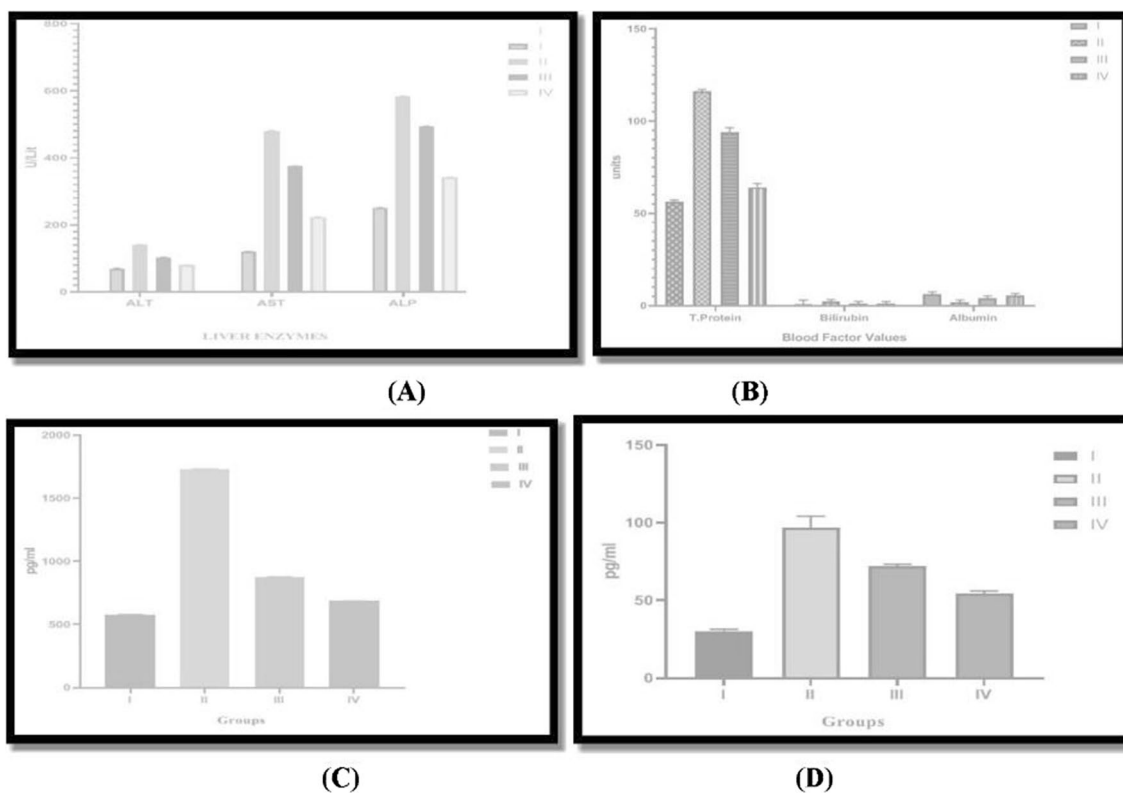 800
600
400
200
0
U/Lit
I
I
II
III
IV
ALT AST ALP
LIVER ENZYMES
(A)
150
100
50
0
units
I
II
III
IV
T.Protein Bilirubin Albumin
Blood Factor Values
(B)
2000
1500
1000
500
0
pg/ml
I
II
III
IV
I II III IV
Groups
(C)
150
100
50
0
pg/ml
I
II
III
IV
I II III IV
Groups
(D)